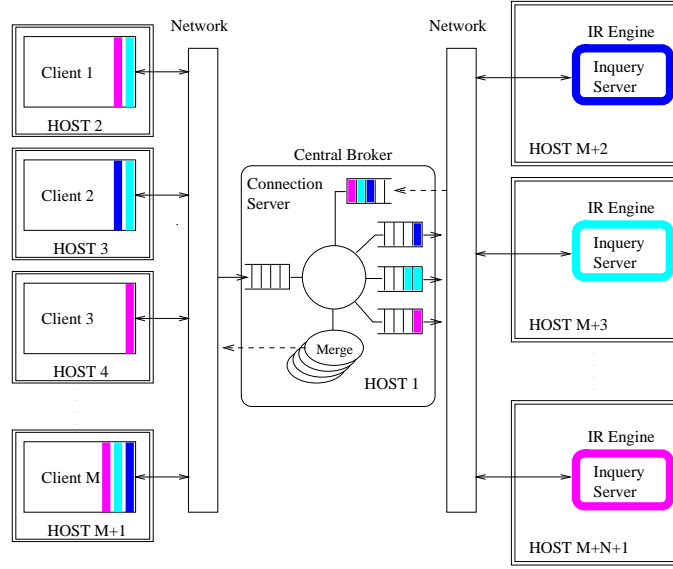 Network
Network
Client 1
HOST 2
Client 2
HOST 3
Client 3
HOST 4
Client M
HOST M+1
Central Broker
Connection
Server
Merge
HOST 1
IR Engine
Inquery
Server
HOST M+2
IR Engine
Inquery
Server
HOST M+3
IR Engine
Inquery
Server
HOST M+N+1